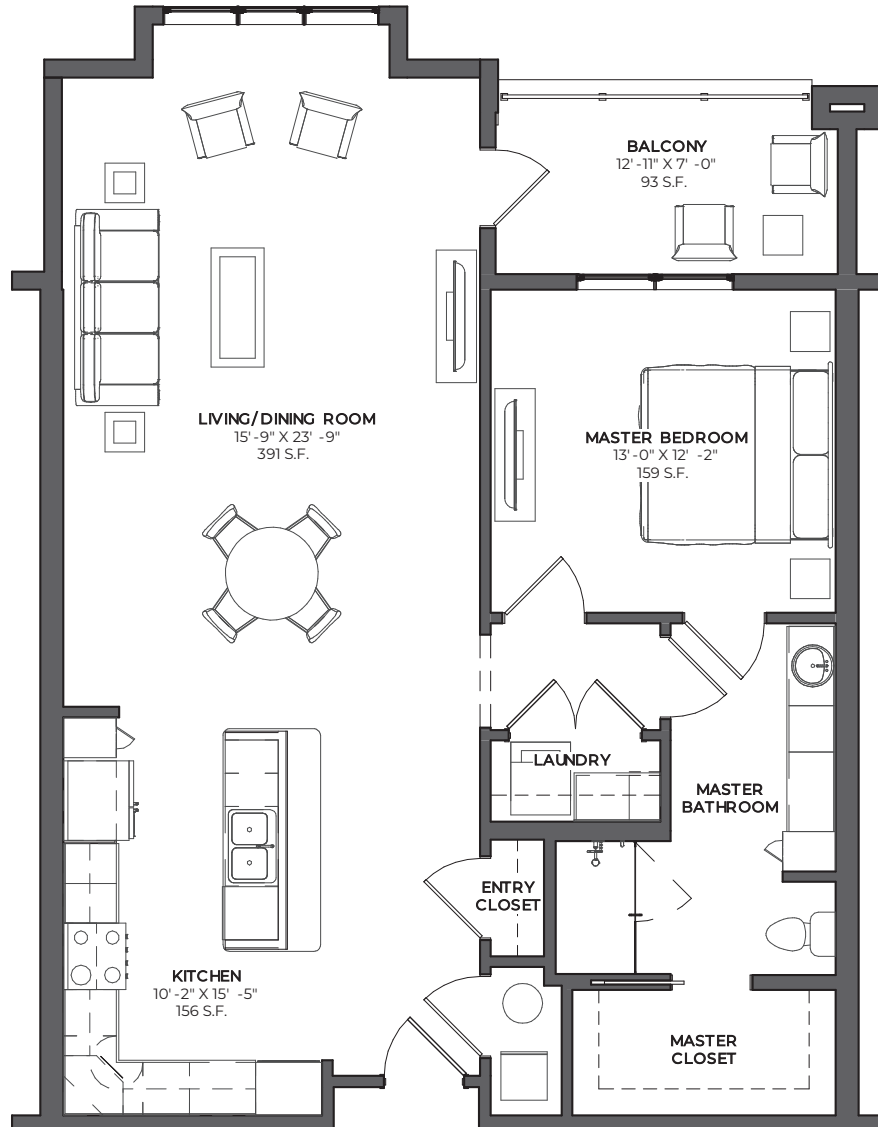 BALCONY
12'-11" X 7' -0"
93 S.F.
LIVING/DINING ROOM
15'-9" X 23' -9"
391 S.F.
MASTER BEDROOM
13'-0" X 12' -2"
159 S.F.
LAUNDRY
MASTER
BATHROOM
ENTRY
CLOSET
KITCHEN
10'-2" X 15' -5"
156 S.F.
MASTER
CLOSET